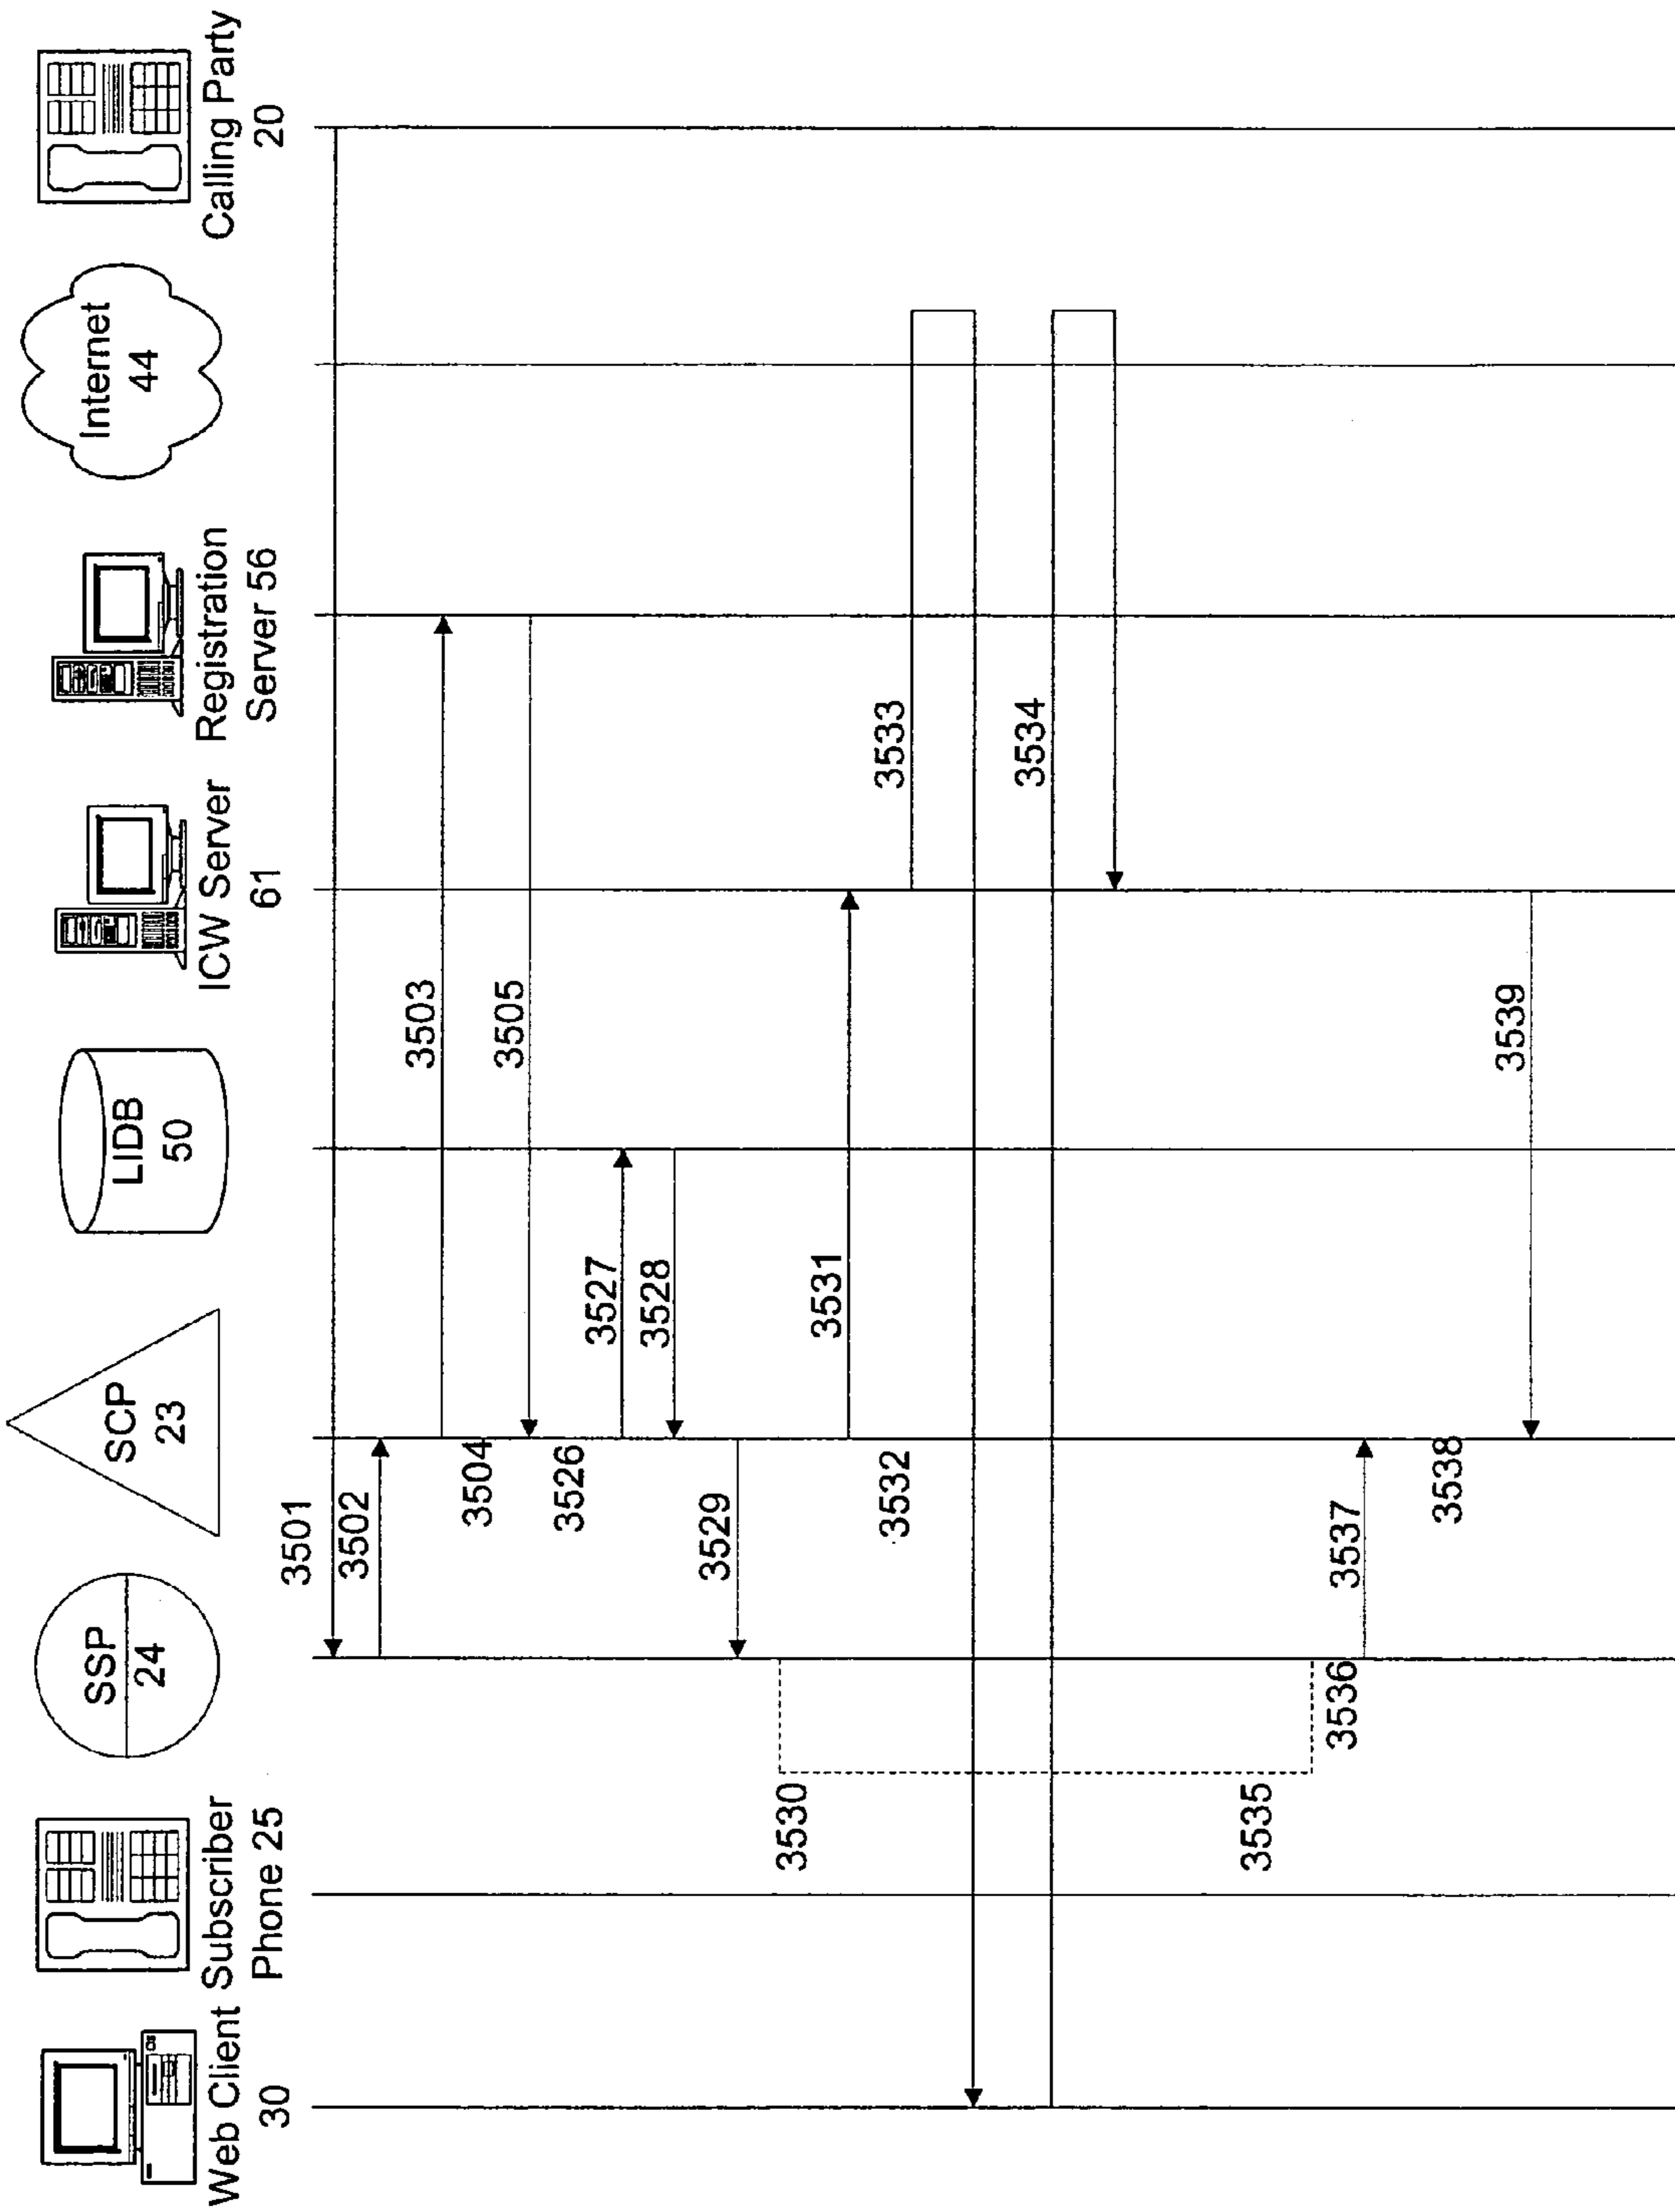 Web Client
30
Subscriber
Phone 25
SSP
24
SCP
23
LIDB
50
ICW Server
61
Registration
Server 56
Internet
44
Calling Party
20
3501
3502
3503
3504
3505
3526
3527
3528
3529
3530
3531
3532
3533
3534
3535
3536
3537
3538
3539